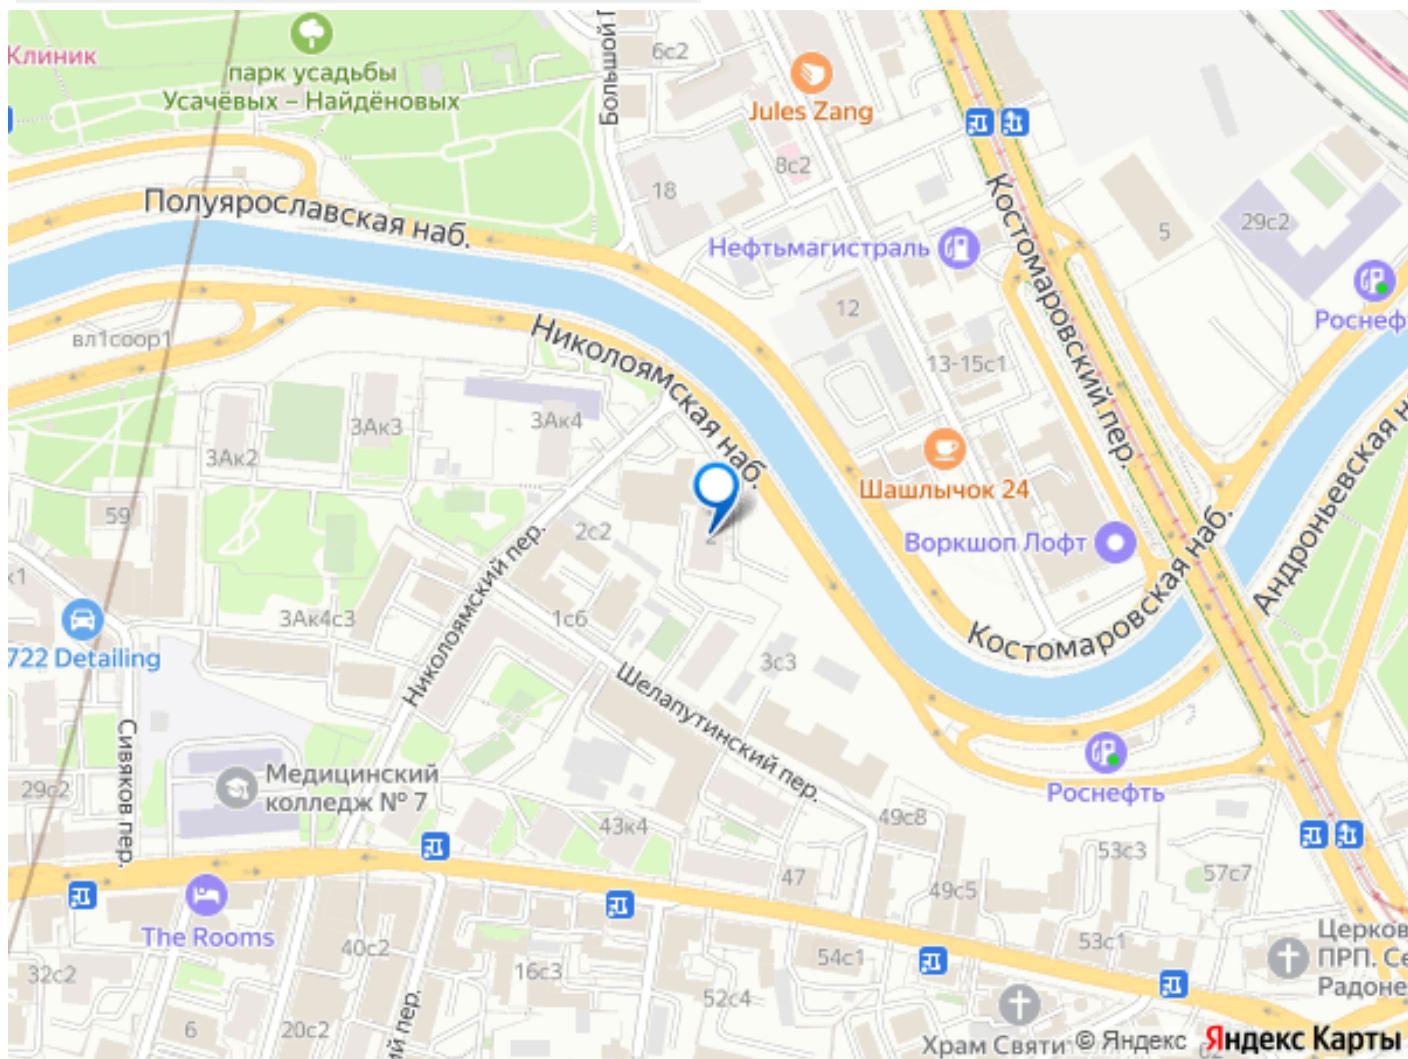 Клиник
парк усадьбы
Усачёвых – Найдёновых
6с2
Jules Zang
8с2
18
Полуярославская наб.
Нефтьмагистраль
Костомаровский пер.
5
29с2
Роснеф
12
13-15с1
вл1соор1
Николоямская наб.
3Ак3
3Ак4
3Ак2
Шашлычок 24
59
2с2
2
Воркшоп Лофт
Андроньевская
Костомаровская наб.
Николоямский пер.
к1
3Ак4с3
1с6
722 Detailing
3с3
Шелапутинский пер.
Сивяков пер.
29с2
Медицинский
колледж № 7
Роснефть
43к4
49с8
47
49с5
53с3
57с7
The Rooms
40с2
32с2
16с3
54с1
53с1
52с4
6
20с2
пер.
Церков
ПРП. Се
Радоне
Храм Святи
© Яндекс
Яндекс Карты